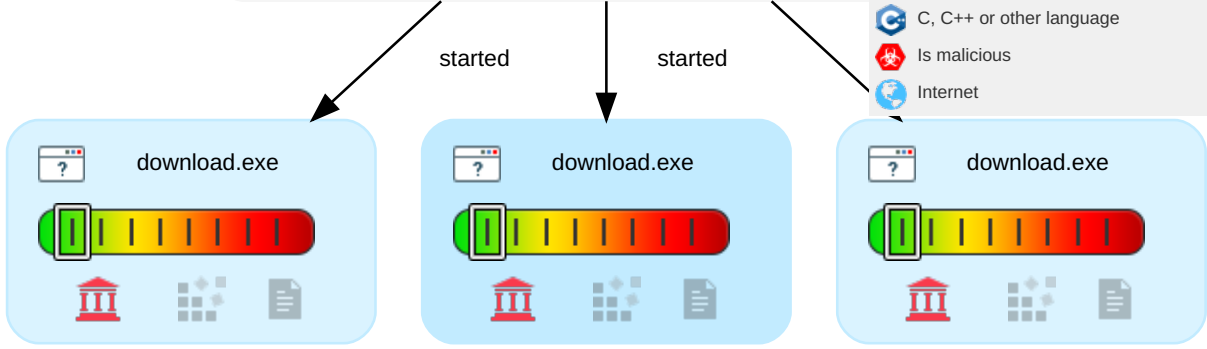 C, C++ or other language
Is malicious
Internet
started
started
download.exe
download.exe
download.exe
?
?
?